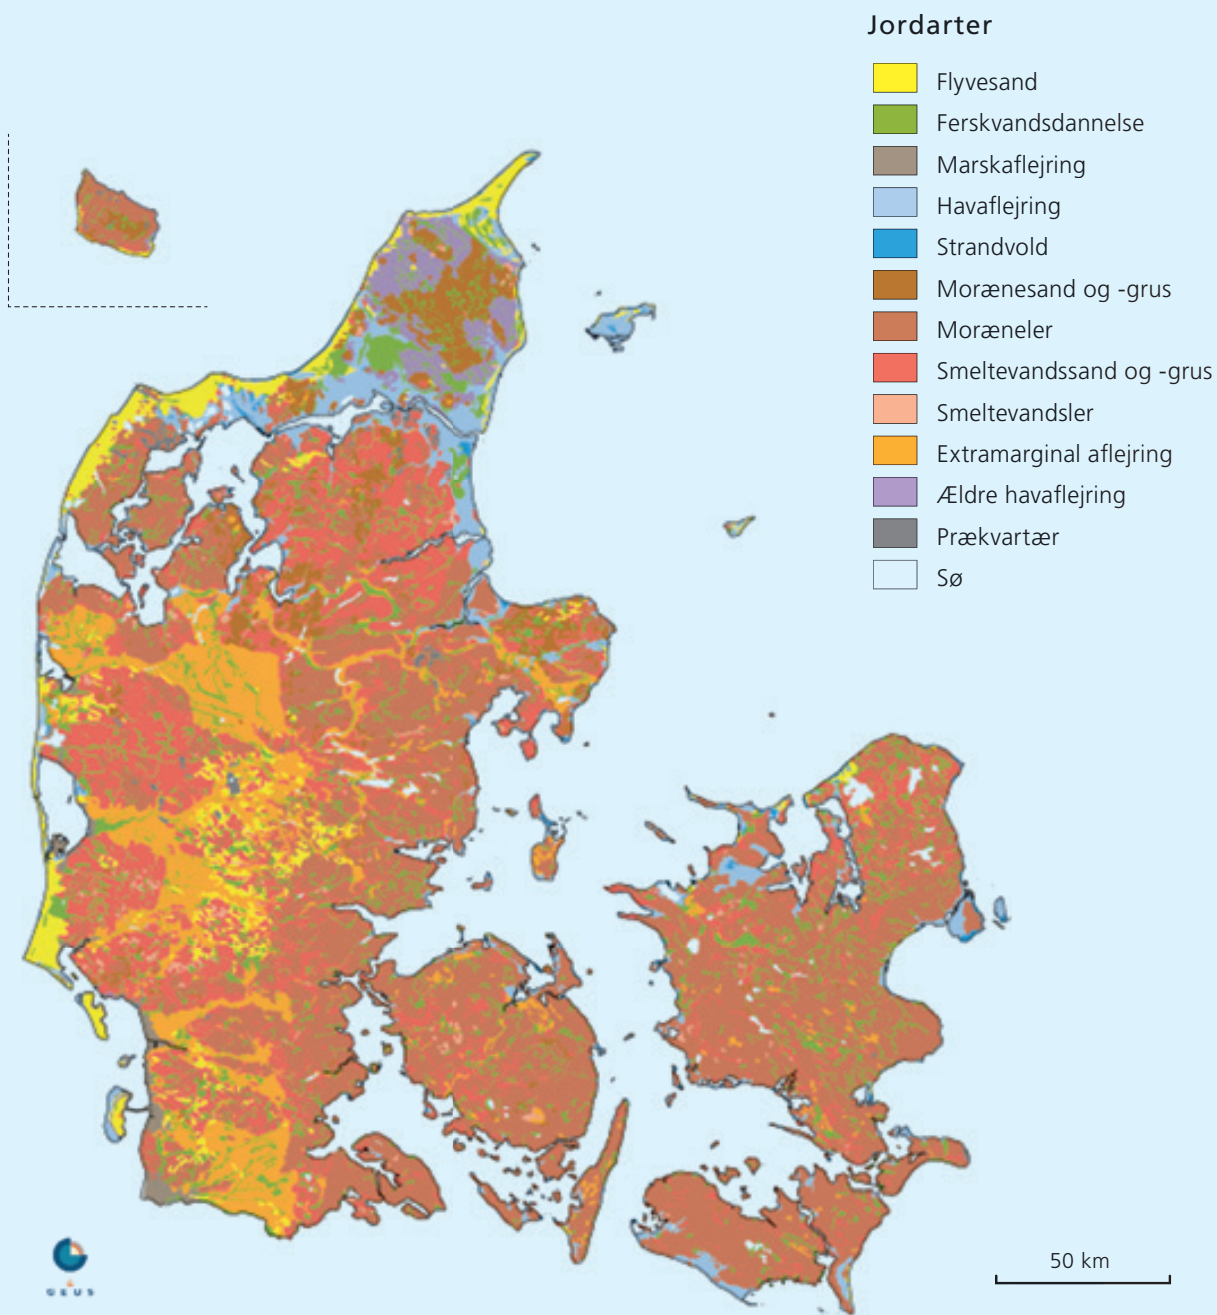 Jordarter
Flyvesand
Ferskvandsdannelse
Marskaflejring
Havaflejring
Strandvold
Morænesand og -grus
Moræneler
Smeltevandssand og -grus
Smeltevandsler
Extramarginal aflejring
Ældre havaflejring
Prækvartær
Sø
50 km
GEUS